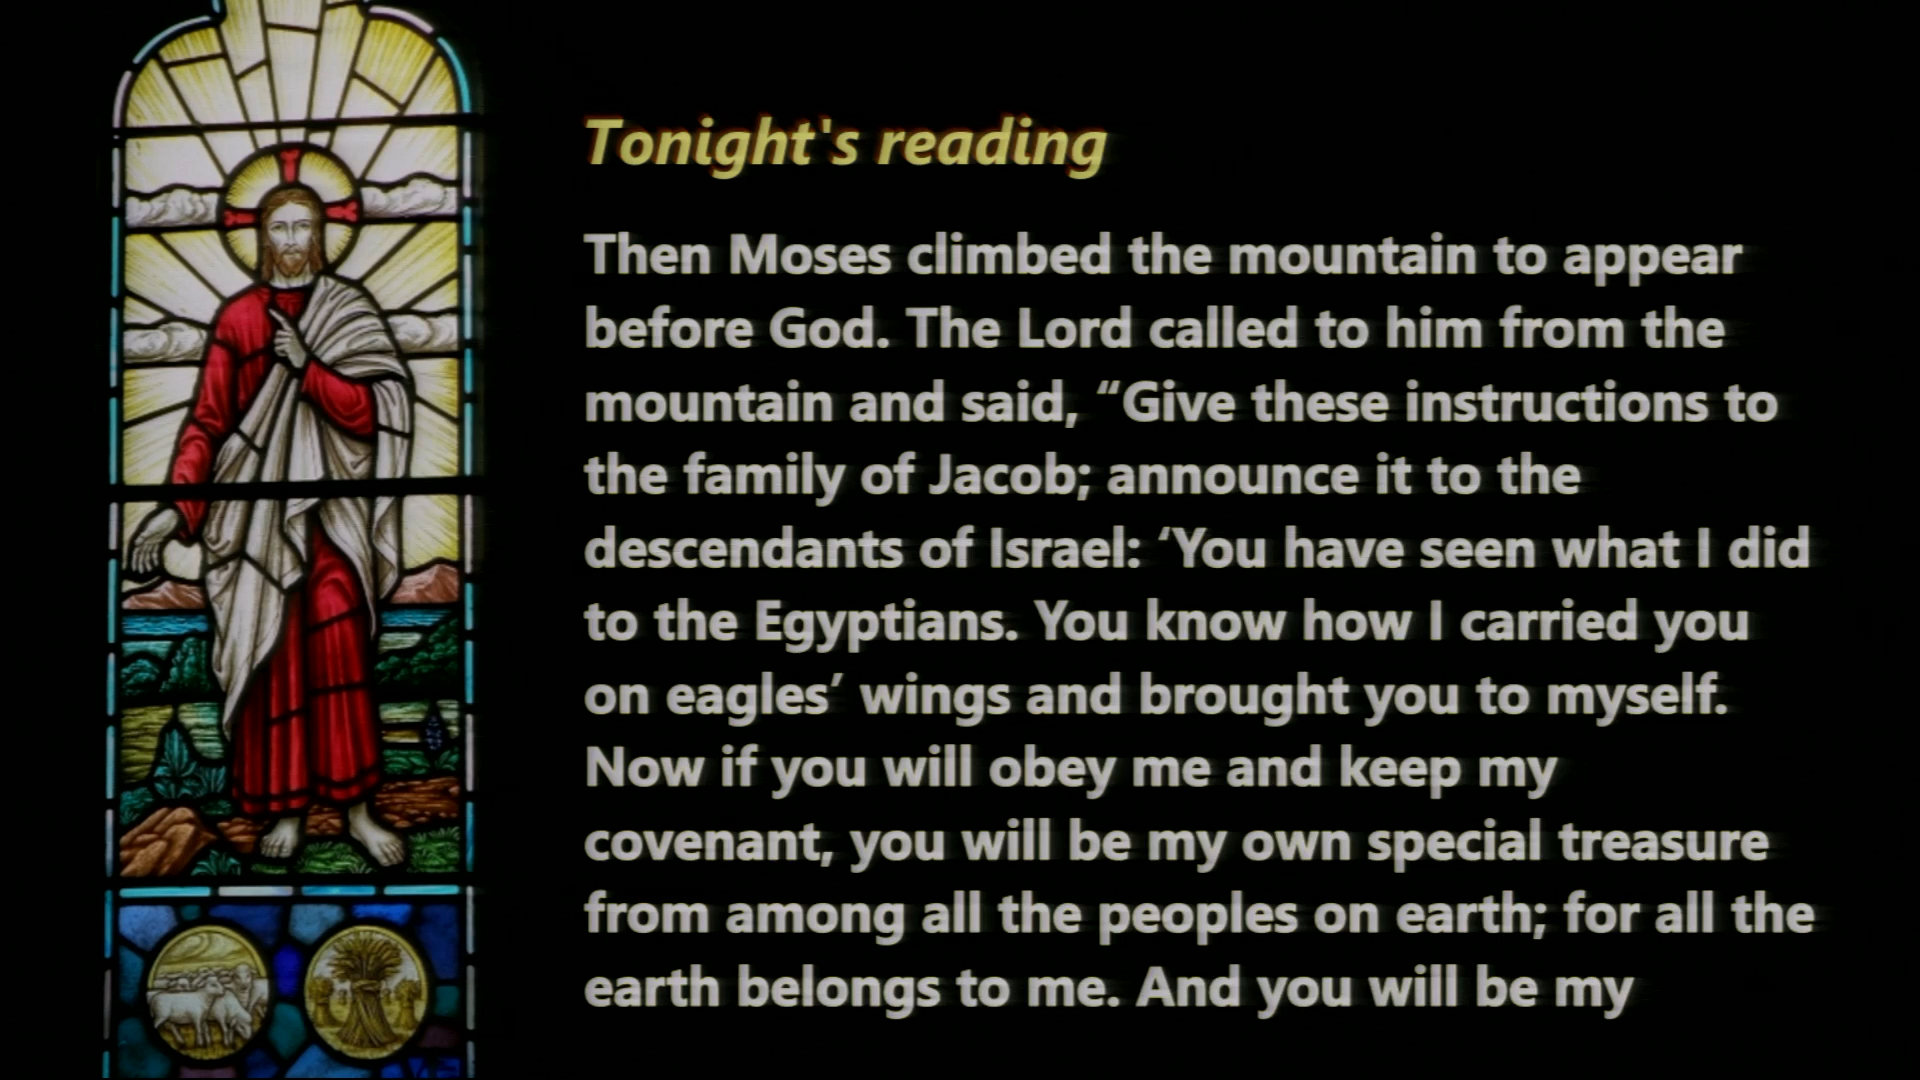 Tonight's reading
Then Moses climbed the mountain to appear
before God. The Lord called to him from the
mountain and said, “Give these instructions to
the family of Jacob; announce it to the
descendants of Israel: ‘You have seen what I did
to the Egyptians. You know how I carried you
on eagles’ wings and brought you to myself.
Now if you will obey me and keep my
covenant, you will be my own special treasure
from among all the peoples on earth; for all the
earth belongs to me. And you will be my